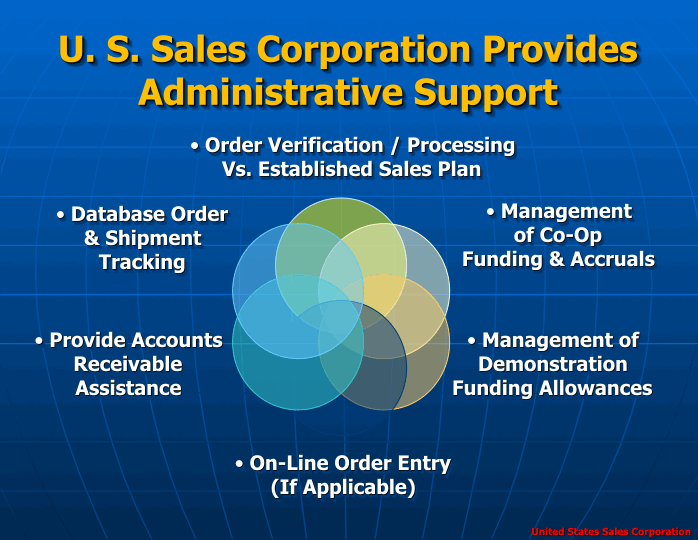 U. S. Sales Corporation Provides
Administrative Support
• Order Verification / Processing
Vs. Established Sales Plan
• Database Order
& Shipment
Tracking
• Management
of Co-Op
Funding & Accruals
• Provide Accounts
Receivable
Assistance
• Management of
Demonstration
Funding Allowances
• On-Line Order Entry
(If Applicable)
United States Sales Corporation